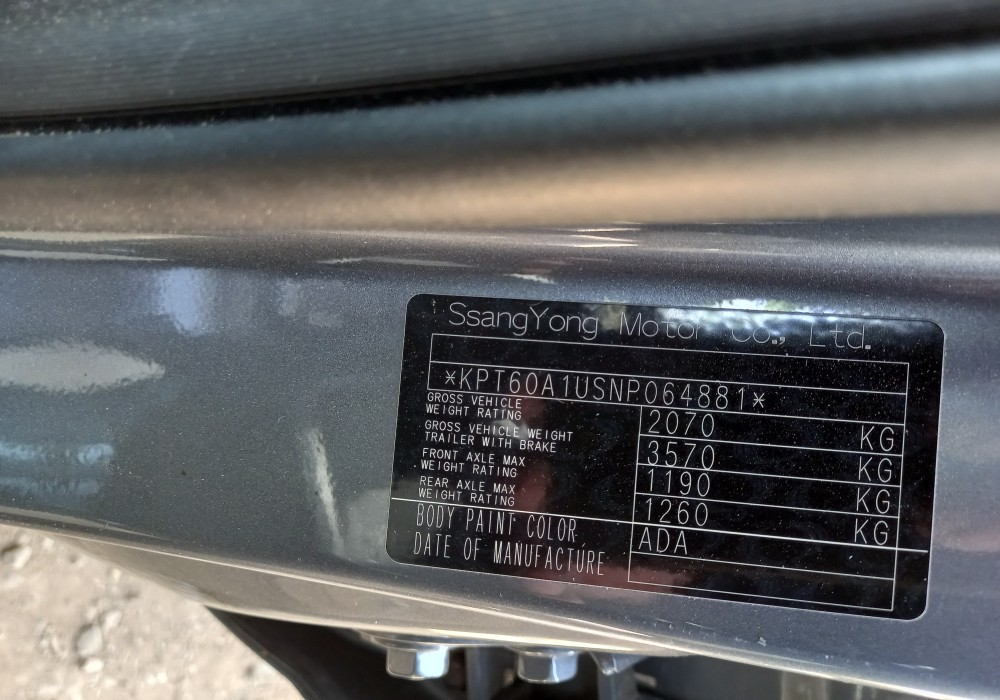 SsangYong Motor Co., Ltd.
*KPT60A1USNP064881*
GROSS VEHICLE WEIGHT RATING 2070 KG
GROSS VEHICLE WEIGHT TRAILER WITH BRAKE 3570 KG
FRONT AXLE MAX WEIGHT RATING 1190 KG
REAR AXLE MAX WEIGHT RATING 1260 KG
BODY PAINT COLOR ADA
DATE OF MANUFACTURE